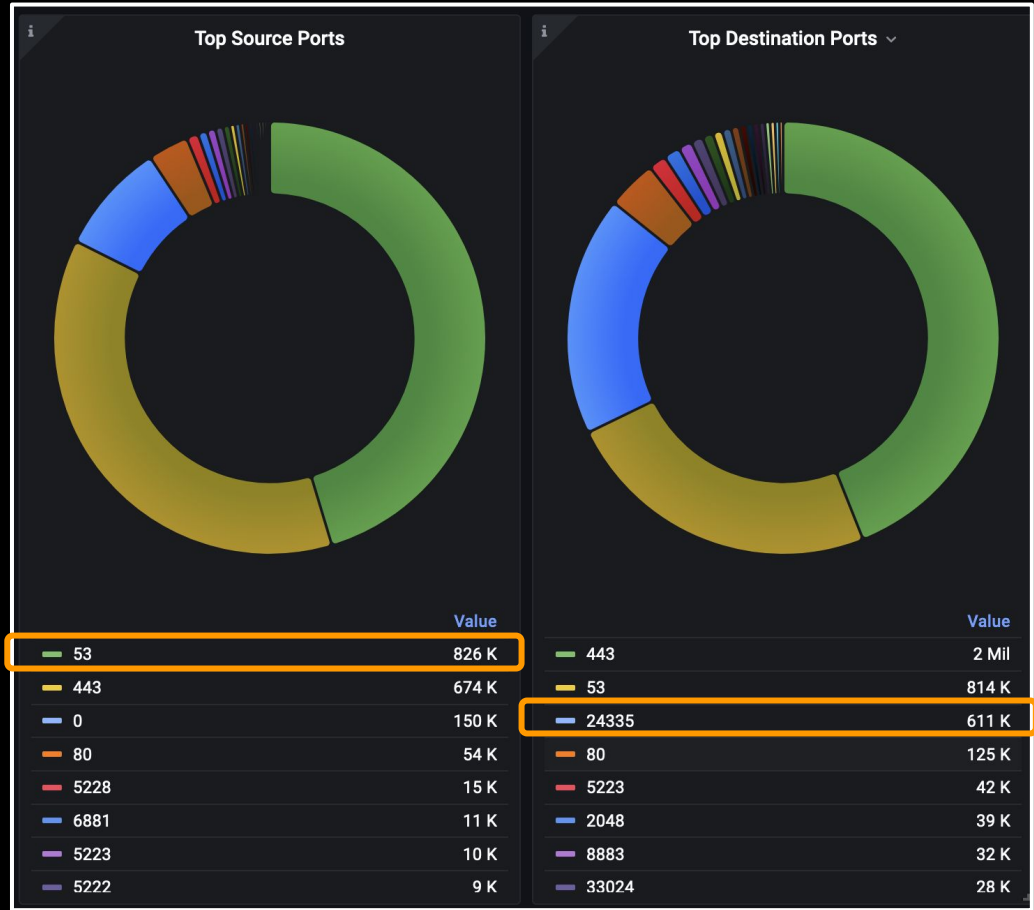 Top Source Ports
Value
53 826 K
443 674 K
0 150 K
80 54 K
5228 15 K
6881 11 K
5223 10 K
5222 9 K
Top Destination Ports
Value
443 2 Mil
53 814 K
24335 611 K
80 125 K
5223 42 K
2048 39 K
8883 32 K
33024 28 K